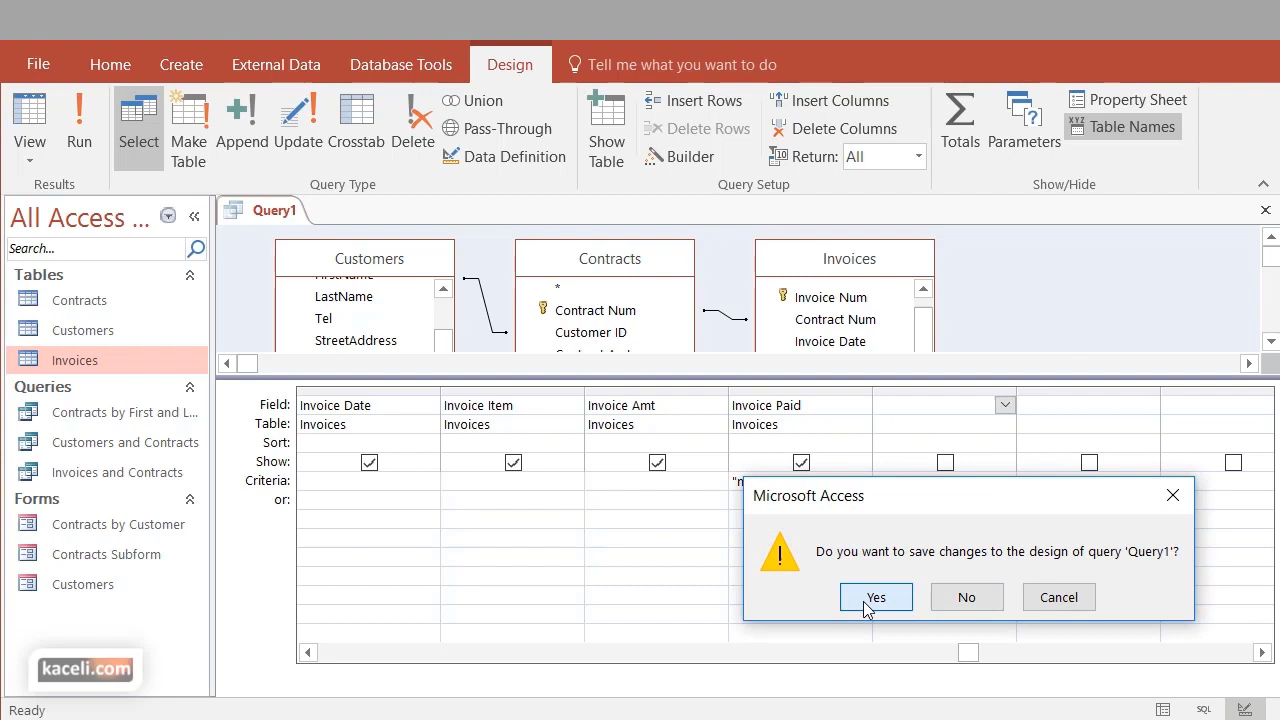 File Home Create External Data Database Tools Design Tell me what you want to do
View Run Select Make Table Append Update Crosstab Delete
Union
Pass-Through
Data Definition
Show Table
Insert Rows
Delete Rows
Builder
Insert Columns
Delete Columns
Return: All
Totals Parameters
Property Sheet
Table Names
Results Query Type Query Setup Show/Hide
All Access ...
Search...
Tables
Contracts
Customers
Invoices
Queries
Contracts by First and L...
Customers and Contracts
Invoices and Contracts
Forms
Contracts by Customer
Contracts Subform
Customers
kaceli.com
Query1
Customers
LastName
Tel
StreetAddress
Contracts
*
Contract Num
Customer ID
Invoices
Invoice Num
Contract Num
Invoice Date
Field: Invoice Date Invoice Item Invoice Amt Invoice Paid
Table: Invoices Invoices Invoices Invoices
Sort:
Show:
Criteria:
or:
Microsoft Access
Do you want to save changes to the design of query 'Query1'?
Yes No Cancel
Ready SQL